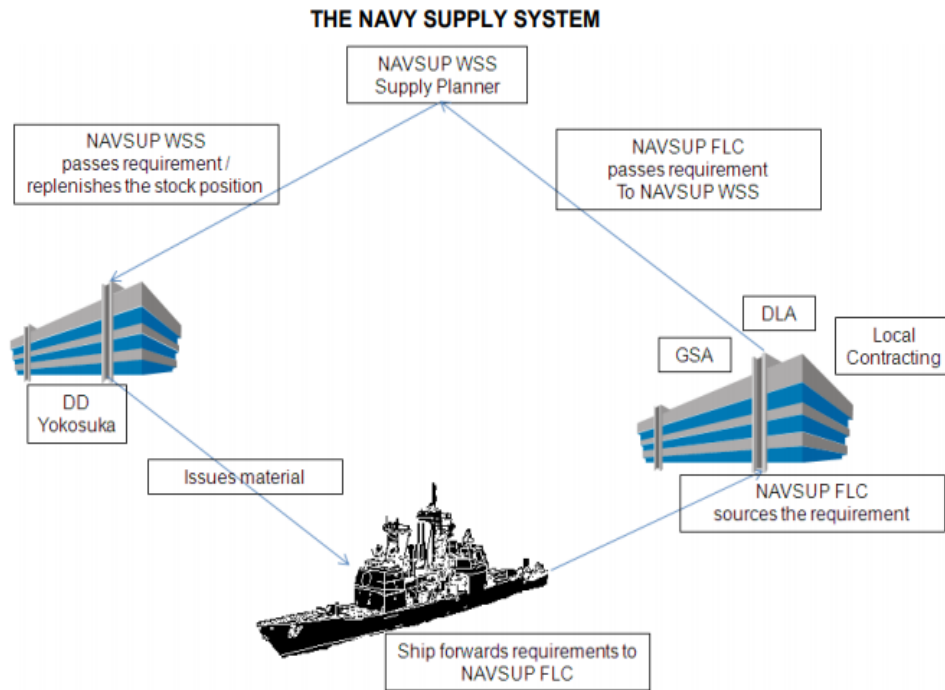 THE NAVY SUPPLY SYSTEM
NAVSUP WSS
Supply Planner
NAVSUP WSS
passes requirement /
replenishes the stock position
NAVSUP FLC
passes requirement
To NAVSUP WSS
DLA
GSA
Local
Contracting
DD
Yokosuka
Issues material
NAVSUP FLC
sources the requirement
Ship forwards requirements to
NAVSUP FLC